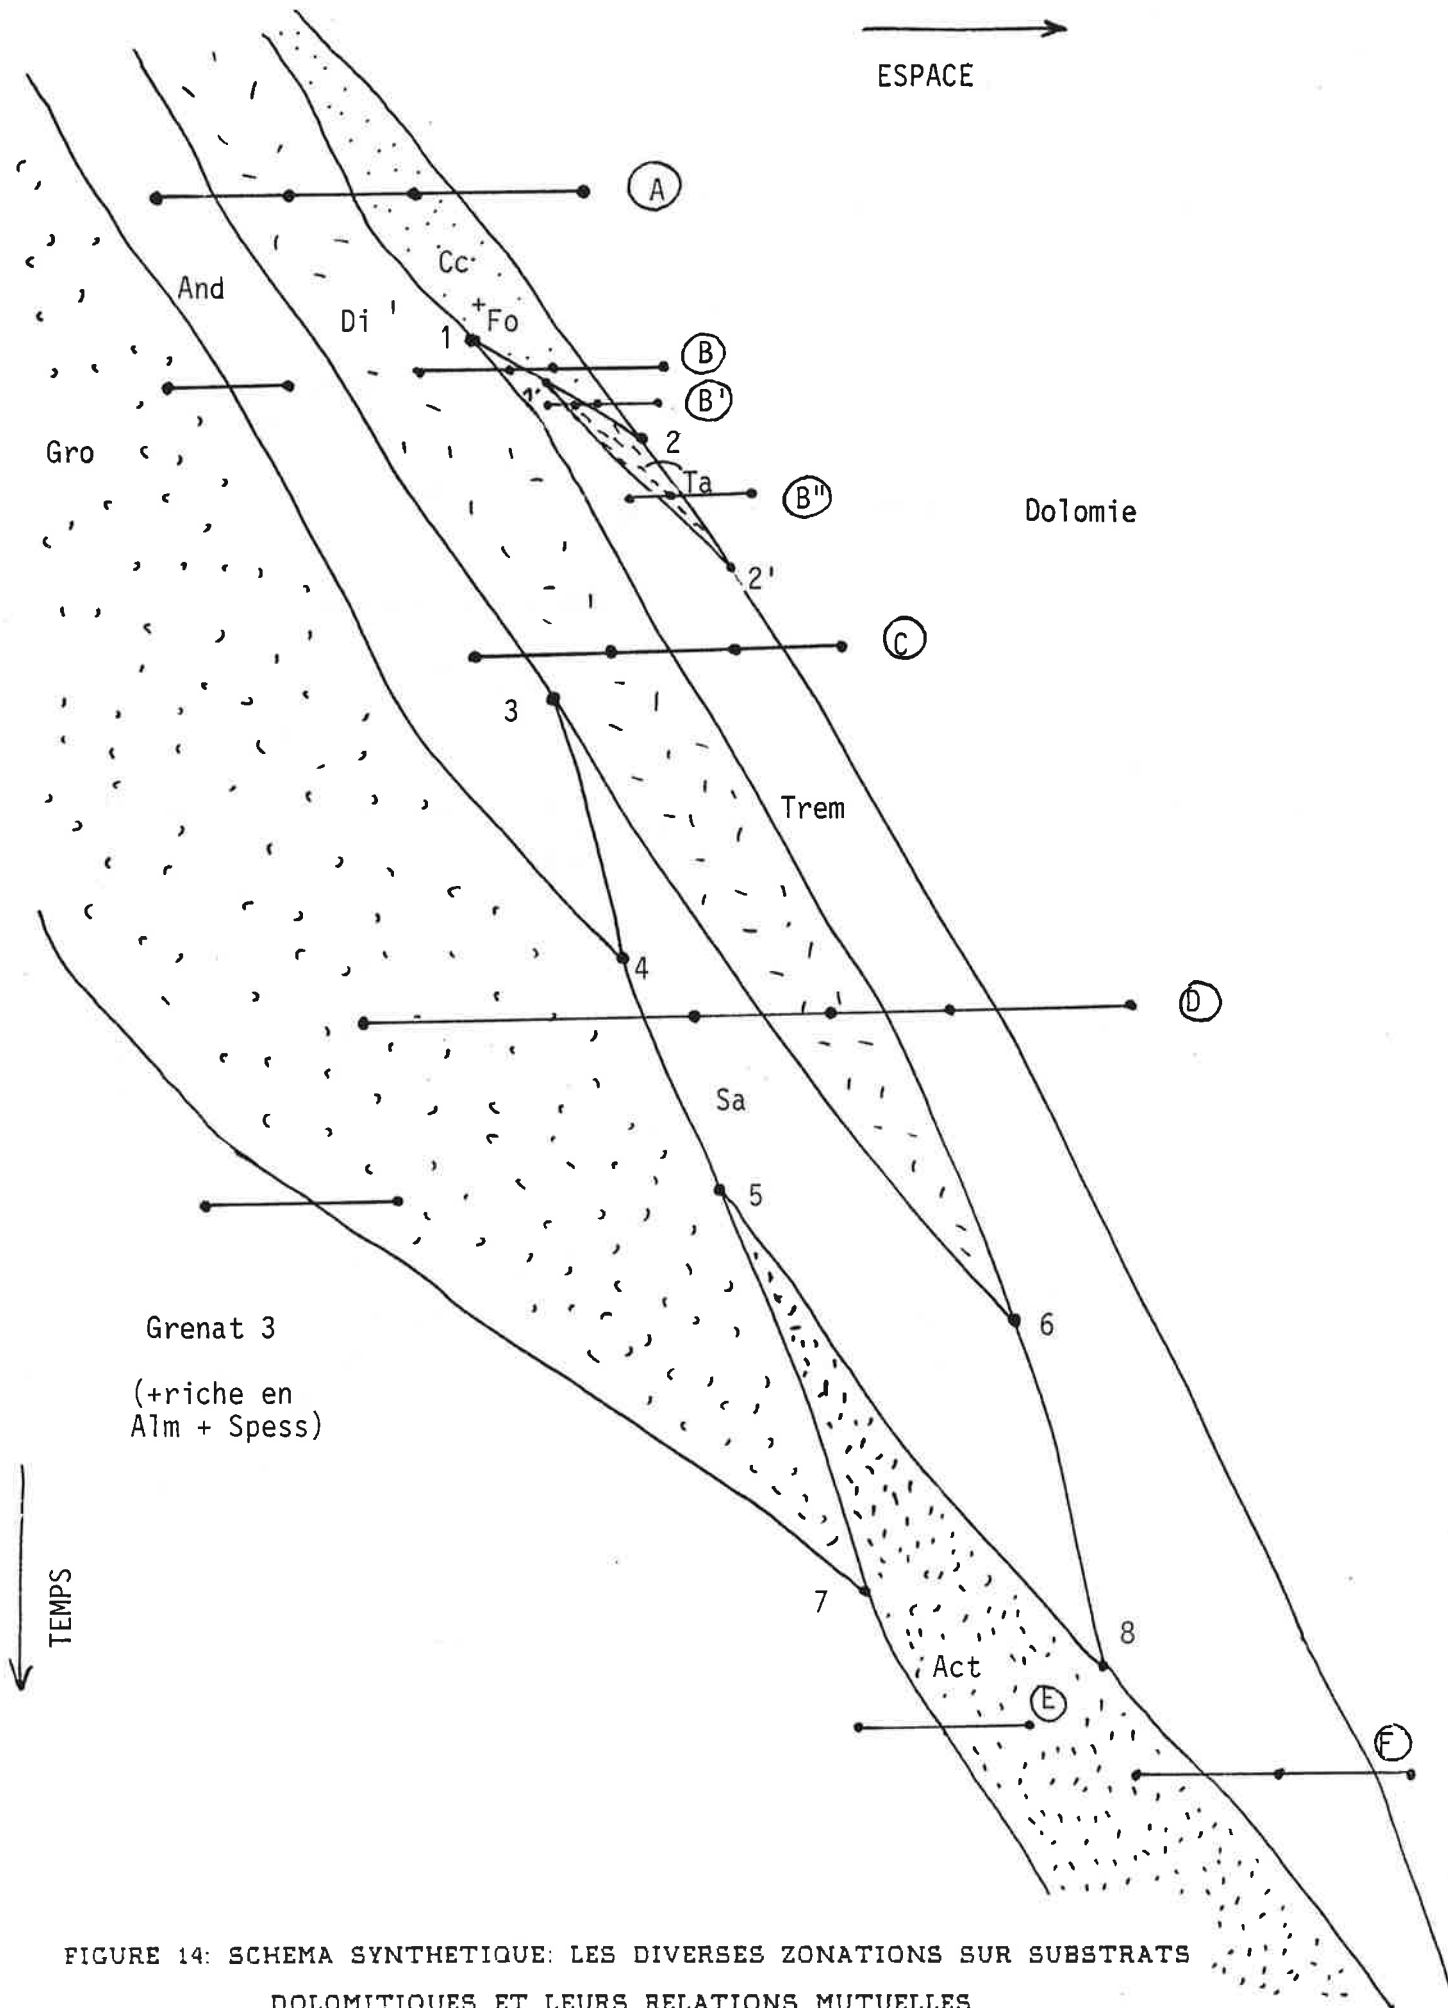 ESPACE
A
Cc
And
+
Fo
Di
1
B
1'
B'
2
Gro
Ta
B"
Dolomie
2'
C
3
Trem
4
D
Sa
5
Grenat 3
6
(+riche en
Alm + Spess)
TEMPS
7
8
Act
E
F
FIGURE 14: SCHEMA SYNTHETIQUE: LES DIVERSES ZONATIONS SUR SUBSTRATS
DOLOMITIQUES ET LEURS RELATIONS MUTUELLES